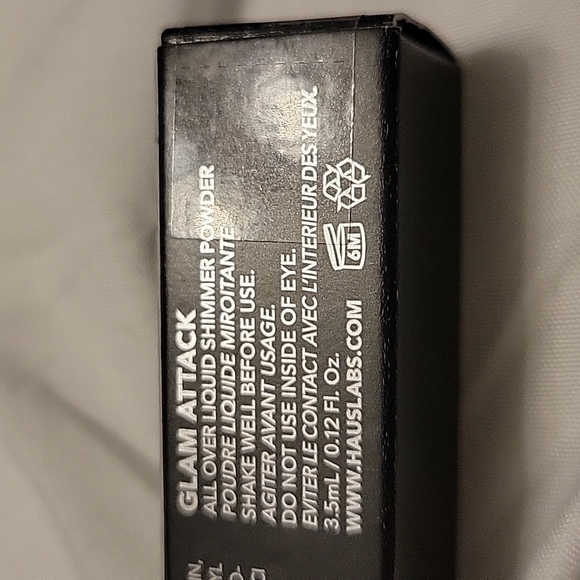 GLAM ATTACK
ALL OVER LIQUID SHIMMER POWDER
POUDRE LIQUIDE MIROITANTE
SHAKE WELL BEFORE USE.
AGITER AVANT USAGE.
DO NOT USE INSIDE OF EYE.
EVITER LE CONTACT AVEC L'INTERIEUR DES YEUX.
3.5mL / 0.12 Fl. Oz.
WWW.HAUSLABS.COM
6M